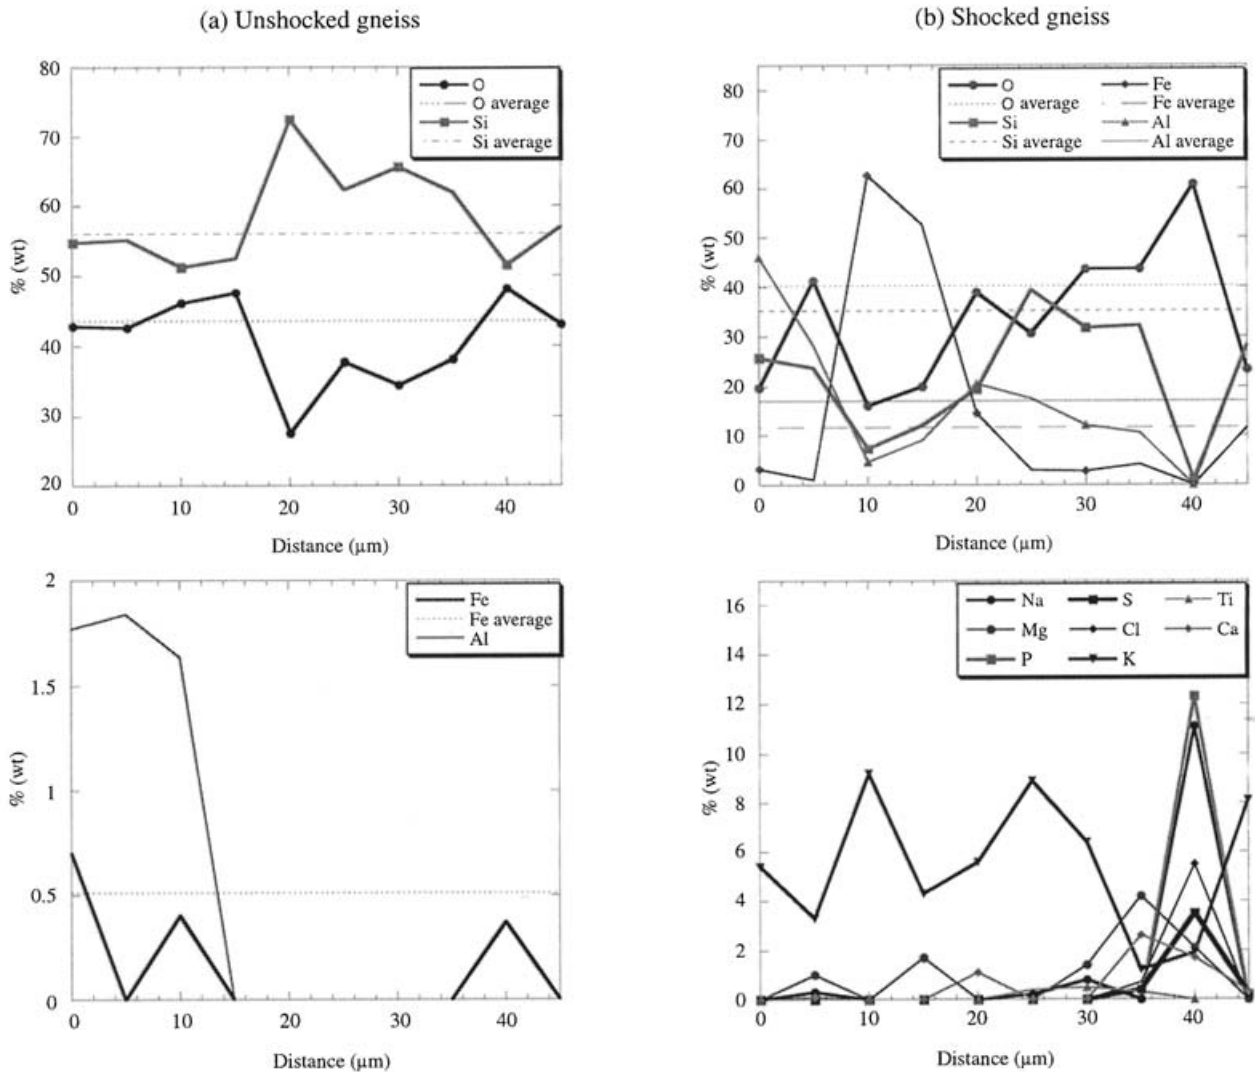 (a) Unshocked gneiss
80
70
60
50
40
30
20
% (wt)
0
10
20
30
40
Distance (µm)
O
O average
Si
Si average
(b) Shocked gneiss
80
70
60
50
40
30
20
10
0
% (wt)
0
10
20
30
40
Distance (µm)
O
O average
Si
Si average
Fe
Fe average
Al
Al average
2
1.5
1
0.5
0
% (wt)
0
10
20
30
40
Distance (µm)
Fe
Fe average
Al
16
14
12
10
8
6
4
2
0
% (wt)
0
10
20
30
40
Distance (µm)
Na
Mg
P
S
Cl
K
Ti
Ca